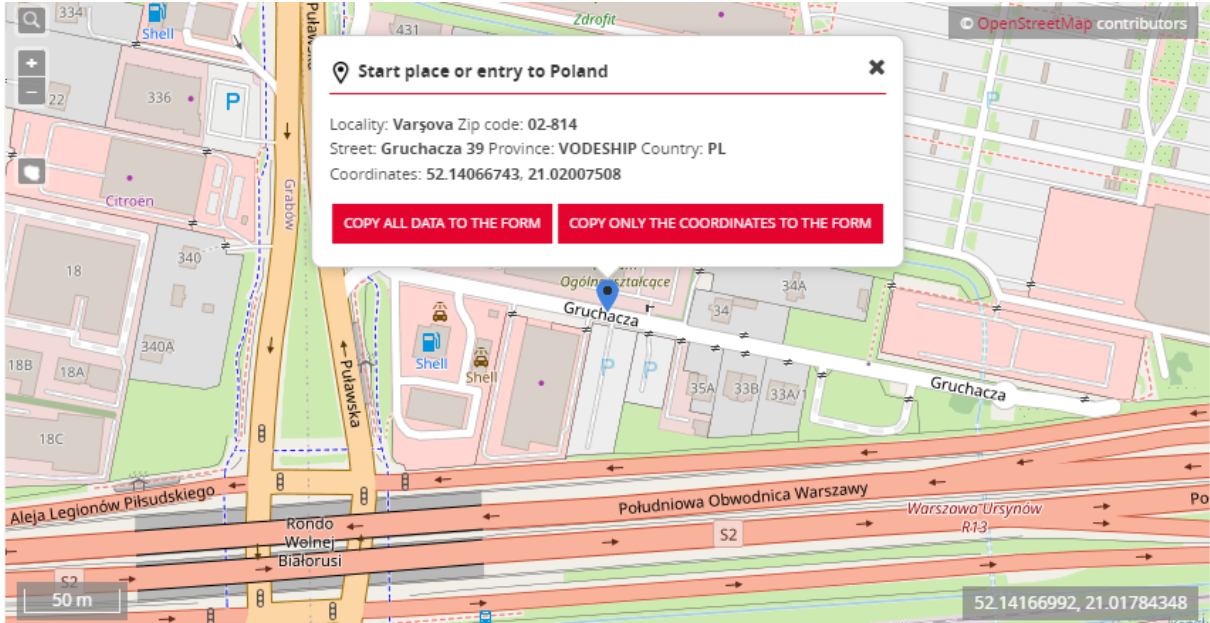 334
Shell
Puławska
431
Zdrofit
© OpenStreetMap contributors
+
−
22
336
P
Start place or entry to Poland
Locality: Varşova Zip code: 02-814
Street: Gruchacza 39 Province: VODESHIP Country: PL
Coordinates: 52.14066743, 21.02007508
COPY ALL DATA TO THE FORM
COPY ONLY THE COORDINATES TO THE FORM
P
Citroën
Grabów
18
340
Ogólnokształcące
34A
Gruchacza
34
340A
Shell
Shell
P
P
18B
18A
35A
33B
33A/1
Gruchacza
Puławska
18C
Aleja Legionów Piłsudskiego
Południowa Obwodnica Warszawy
Po
Rondo
Wolnej
Białorusi
S2
Warszawa Ursynów
R13
S2
50 m
52.14166992, 21.01784348